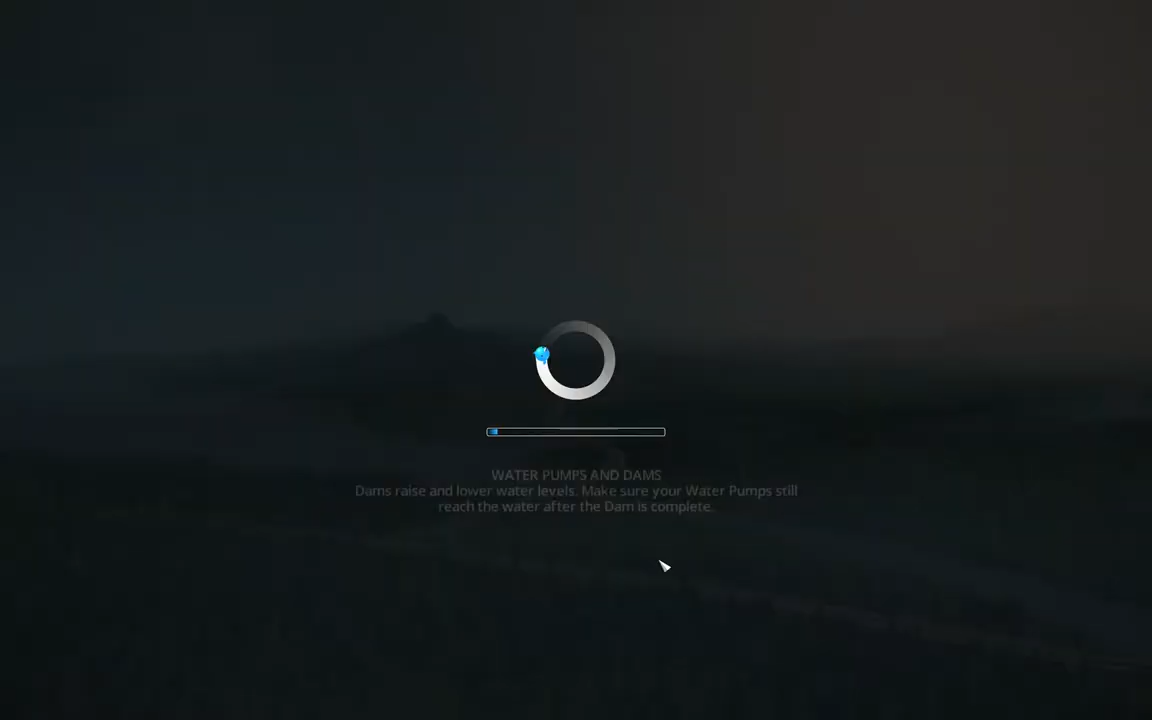 WATER PUMPS AND DAMS
Dams raise and lower water levels. Make sure your Water Pumps still
reach the water after the Dam is complete.